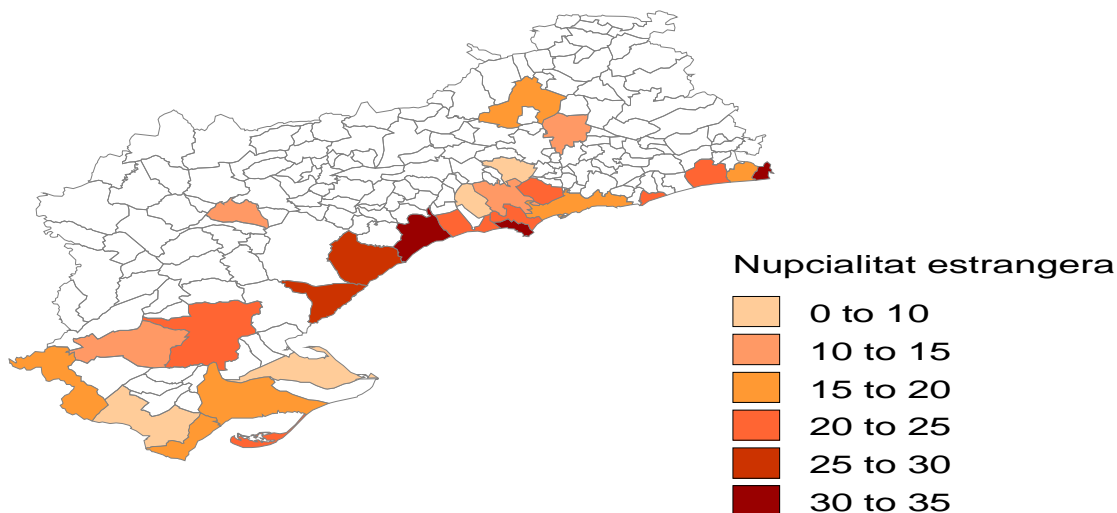 Nupcialitat estrangera
0 to 10
10 to 15
15 to 20
20 to 25
25 to 30
30 to 35